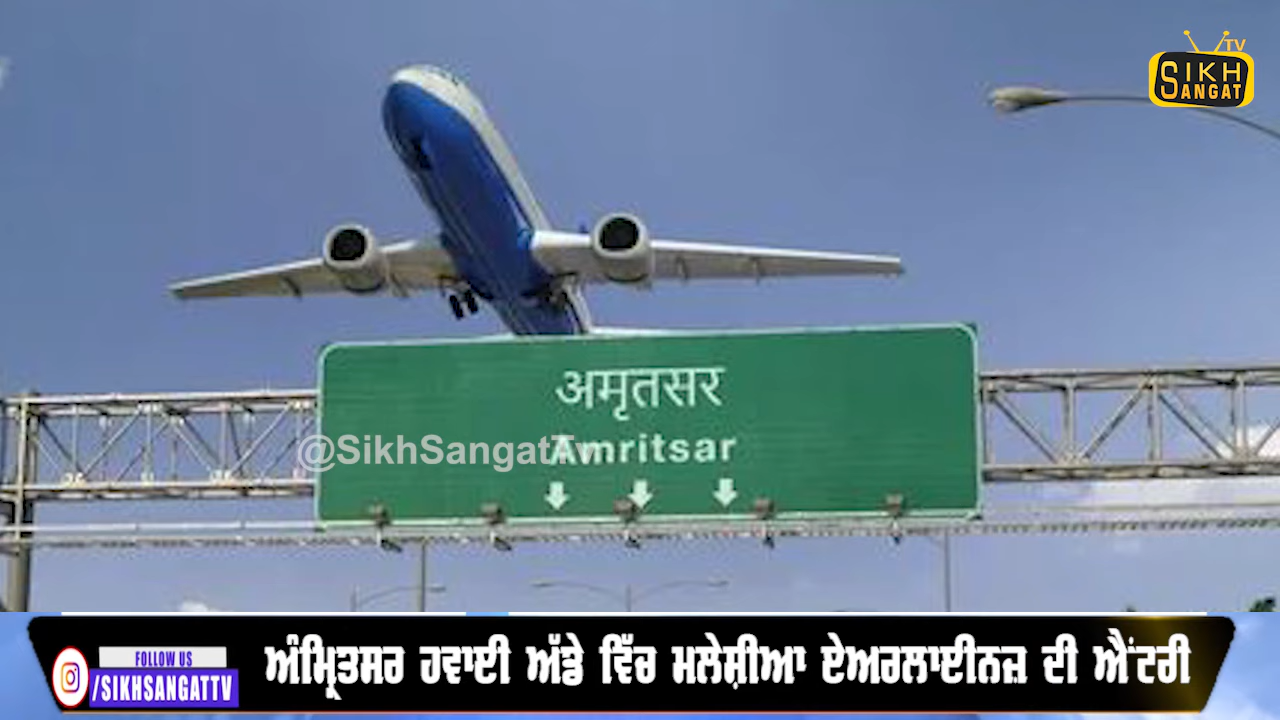 TV
SIKH
SANGAT
अमृतसर
Amritsar
@SikhSangatTv
FOLLOW US
/SIKHSANGATTV
ਅੰਮ੍ਰਿਤਸਰ ਹਵਾਈ ਅੱਡੇ ਵਿੱਚ ਮਲੇਸ਼ੀਆ ਏਅਰਲਾਈਨਜ਼ ਦੀ ਐਂਟਰੀ